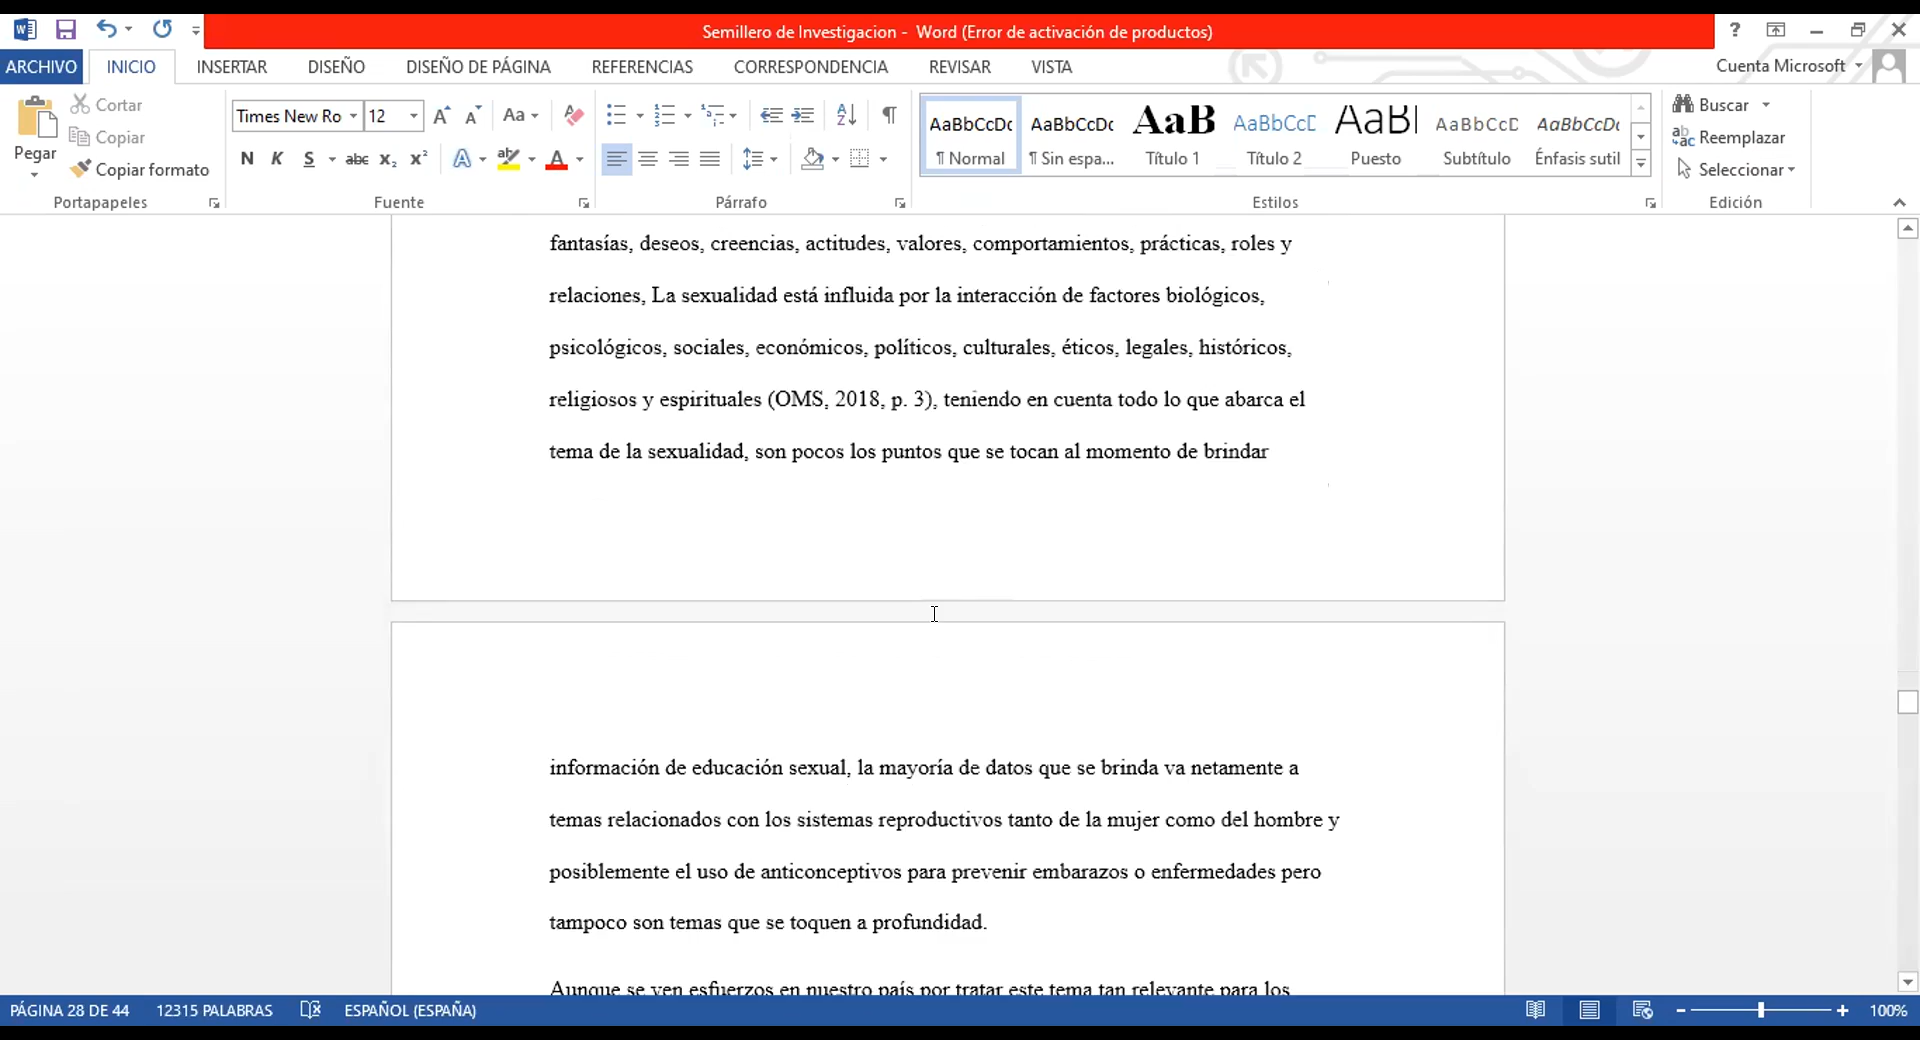 Semillero de Investigacion - Word (Error de activación de productos)
ARCHIVO INICIO INSERTAR DISEÑO DISEÑO DE PÁGINA REFERENCIAS CORRESPONDENCIA REVISAR VISTA Cuenta Microsoft
Pegar
Cortar
Copiar
Copiar formato
Portapapeles
Times New Ro 12
Aa
N K S abc x₂ x²
A A
Fuente
Párrafo
AaBbCcDc AaBbCcDc AaB AaBbCcC AaB AaBbCcD AaBbCcDc
¶ Normal ¶ Sin espa... Título 1 Título 2 Puesto Subtítulo Énfasis sutil
Estilos
Buscar
Reemplazar
Seleccionar
Edición
fantasías, deseos, creencias, actitudes, valores, comportamientos, prácticas, roles y
relaciones, La sexualidad está influida por la interacción de factores biológicos,
psicológicos, sociales, económicos, políticos, culturales, éticos, legales, históricos,
religiosos y espirituales (OMS, 2018, p. 3), teniendo en cuenta todo lo que abarca el
tema de la sexualidad, son pocos los puntos que se tocan al momento de brindar
información de educación sexual, la mayoría de datos que se brinda va netamente a
temas relacionados con los sistemas reproductivos tanto de la mujer como del hombre y
posiblemente el uso de anticonceptivos para prevenir embarazos o enfermedades pero
tampoco son temas que se toquen a profundidad.
Aunque se ven esfuerzos en nuestro país por tratar este tema tan relevante para los
PÁGINA 28 DE 44 12315 PALABRAS ESPAÑOL (ESPAÑA) 100%